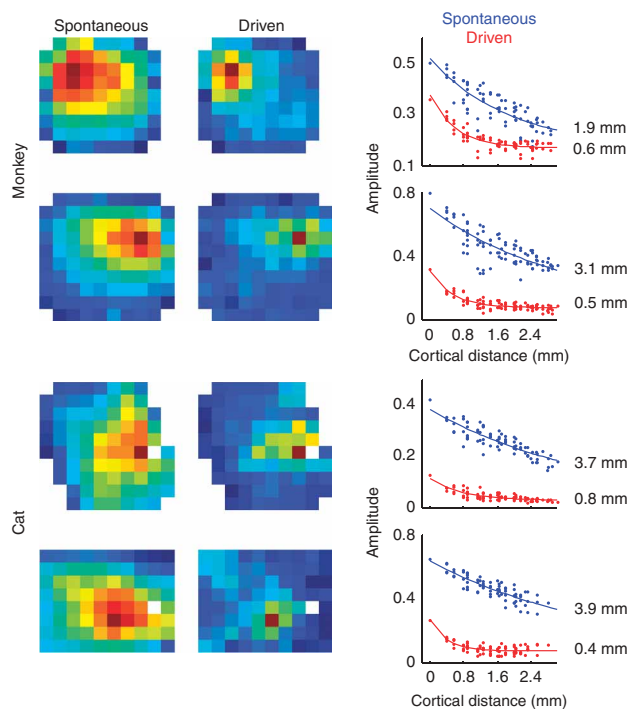 Spontaneous
Driven
Spontaneous
Driven
Monkey
Amplitude
0.5
0.3
0.1
1.9 mm
0.6 mm
0.8
0.4
0
3.1 mm
0.5 mm
0 0.8 1.6 2.4
Cortical distance (mm)
Cat
Amplitude
0.4
0.2
0
3.7 mm
0.8 mm
0.8
0.4
0
3.9 mm
0.4 mm
0 0.8 1.6 2.4
Cortical distance (mm)